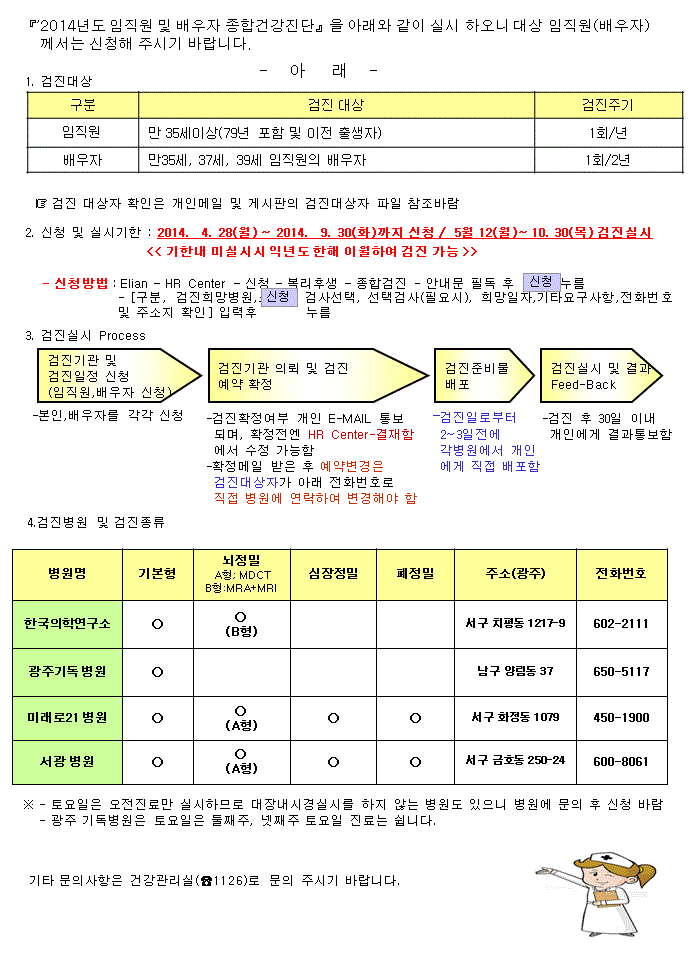 『'2014년도 임직원 및 배우자 종합건강진단』을 아래와 같이 실시 하오니 대상 임직원(배우자)
께서는 신청해 주시기 바랍니다.
- 아 래 -
1. 검진대상
구분 검진 대상 검진주기
임직원 만 35세이상(79년 포함 및 이전 출생자) 1회/년
배우자 만35세, 37세, 39세 임직원의 배우자 1회/2년
☞ 검진 대상자 확인은 개인메일 및 게시판의 검진대상자 파일 참조바람
2. 신청 및 실시기한 : 2014. 4. 28(월) ~ 2014. 9. 30(화)까지 신청 / 5월 12(월)~ 10. 30(목) 검진실시
<< 기한내 미실시시 익년도 한해 이월하여 검진 가능 >>
- 신청방법 : Elian - HR Center - 신청 - 복리후생 - 종합검진 - 안내문 필독 후 신청 누름
- [구분, 검진희망병원, 신청 검사선택, 선택검사(필요시), 희망일자,기타요구사항,전화번호
및 주소지 확인] 입력후 누름
3. 검진실시 Process
검진기관 및
검진일정 신청
(임직원,배우자 신청)
-본인,배우자를 각각 신청
검진기관 의뢰 및 검진
예약 확정
-검진확정여부 개인 E-MAIL 통보
되며, 확정전엔 HR Center-결재함
에서 수정 가능함
-확정메일 받은 후 예약변경은
검진대상자가 아래 전화번호로
직접 병원에 연락하여 변경해야 함
검진준비물
배포
-검진일로부터
2~3일전에
각병원에서 개인
에게 직접 배포함
검진실시 및 결과
Feed-Back
-검진 후 30일 이내
개인에게 결과통보함
4.검진병원 및 검진종류
병원명 기본형 뇌정밀 심장정밀 폐정밀 주소(광주) 전화번호
A형; MDCT
B형:MRA+MRI
한국의학연구소 ○ ○ 서구 치평동 1217-9 602-2111
(B형)
광주기독 병원 ○ 남구 양림동 37 650-5117
미래로21 병원 ○ ○ ○ ○ 서구 화정동 1079 450-1900
(A형)
서광 병원 ○ ○ ○ ○ 서구 금호동 250-24 600-8061
(A형)
※ - 토요일은 오전진료만 실시하므로 대장내시경실시를 하지 않는 병원도 있으니 병원에 문의 후 신청 바람
- 광주 기독병원은 토요일은 둘째주, 넷째주 토요일 진료는 쉽니다.
기타 문의사항은 건강관리실(☎1126)로 문의 주시기 바랍니다.